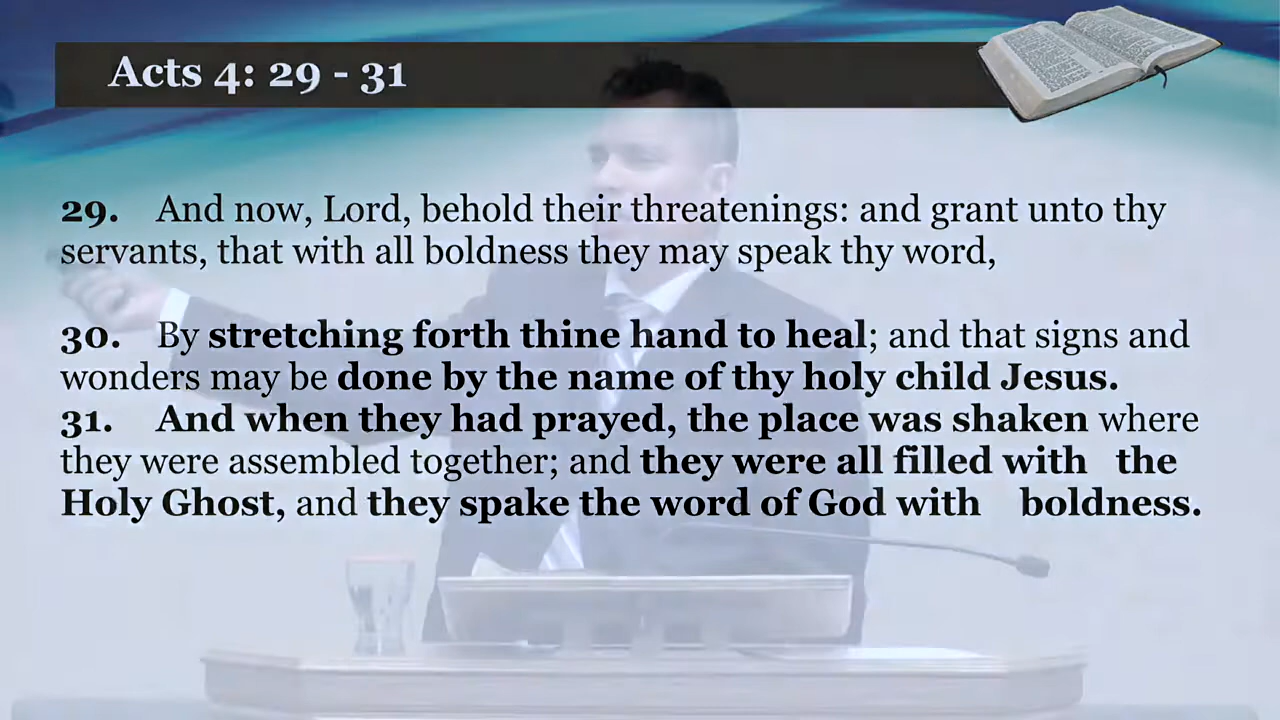 Acts 4: 29 - 31
29. And now, Lord, behold their threatenings: and grant unto thy
servants, that with all boldness they may speak thy word,
30. By stretching forth thine hand to heal; and that signs and
wonders may be done by the name of thy holy child Jesus.
31. And when they had prayed, the place was shaken where
they were assembled together; and they were all filled with the
Holy Ghost, and they spake the word of God with boldness.